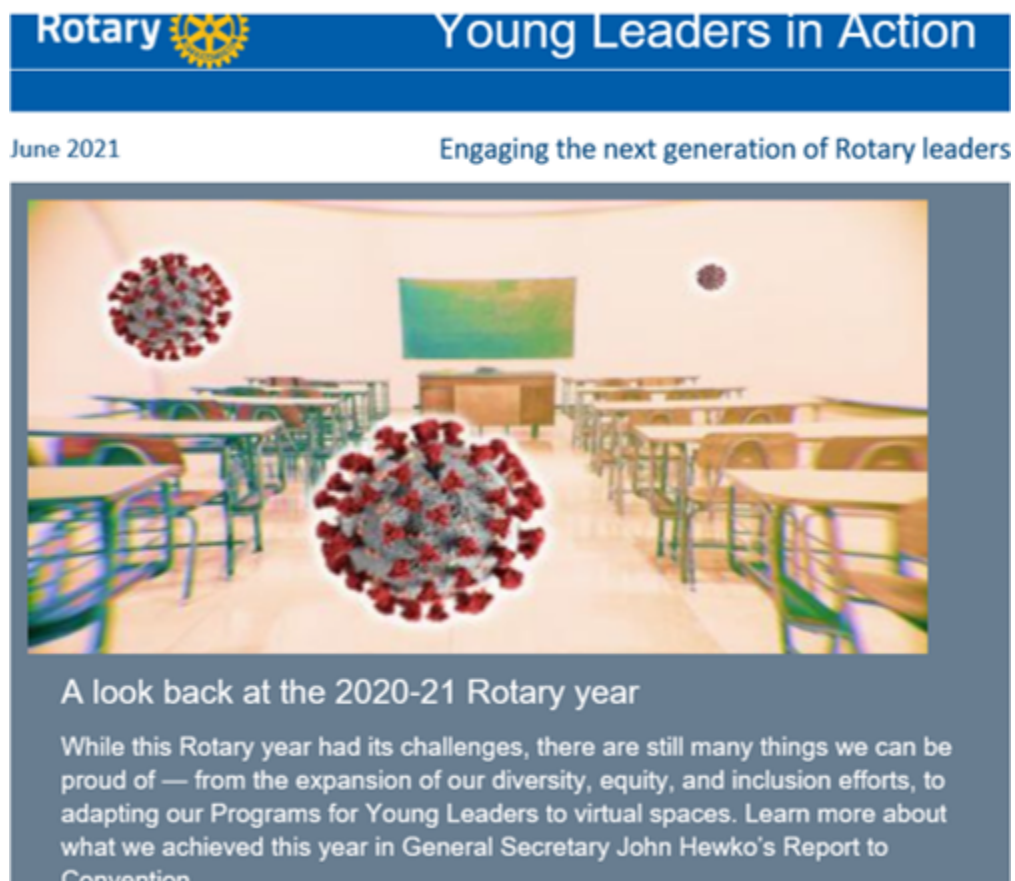 Rotary
Young Leaders in Action
June 2021
Engaging the next generation of Rotary leaders
A look back at the 2020-21 Rotary year
While this Rotary year had its challenges, there are still many things we can be
proud of — from the expansion of our diversity, equity, and inclusion efforts, to
adapting our Programs for Young Leaders to virtual spaces. Learn more about
what we achieved this year in General Secretary John Hewko's Report to
Convention